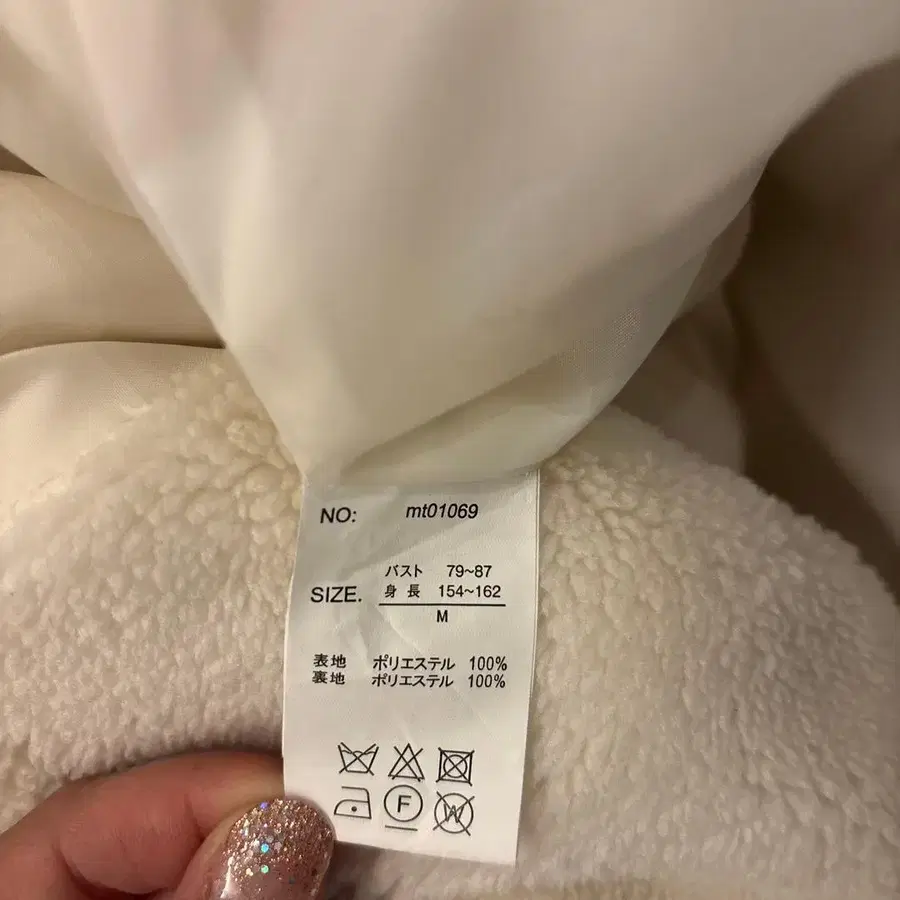 NO: mt01069
バスト 79~87
SIZE. 身長 154~162
M
表地 ポリエステル 100%
裏地 ポリエステル 100%
F W